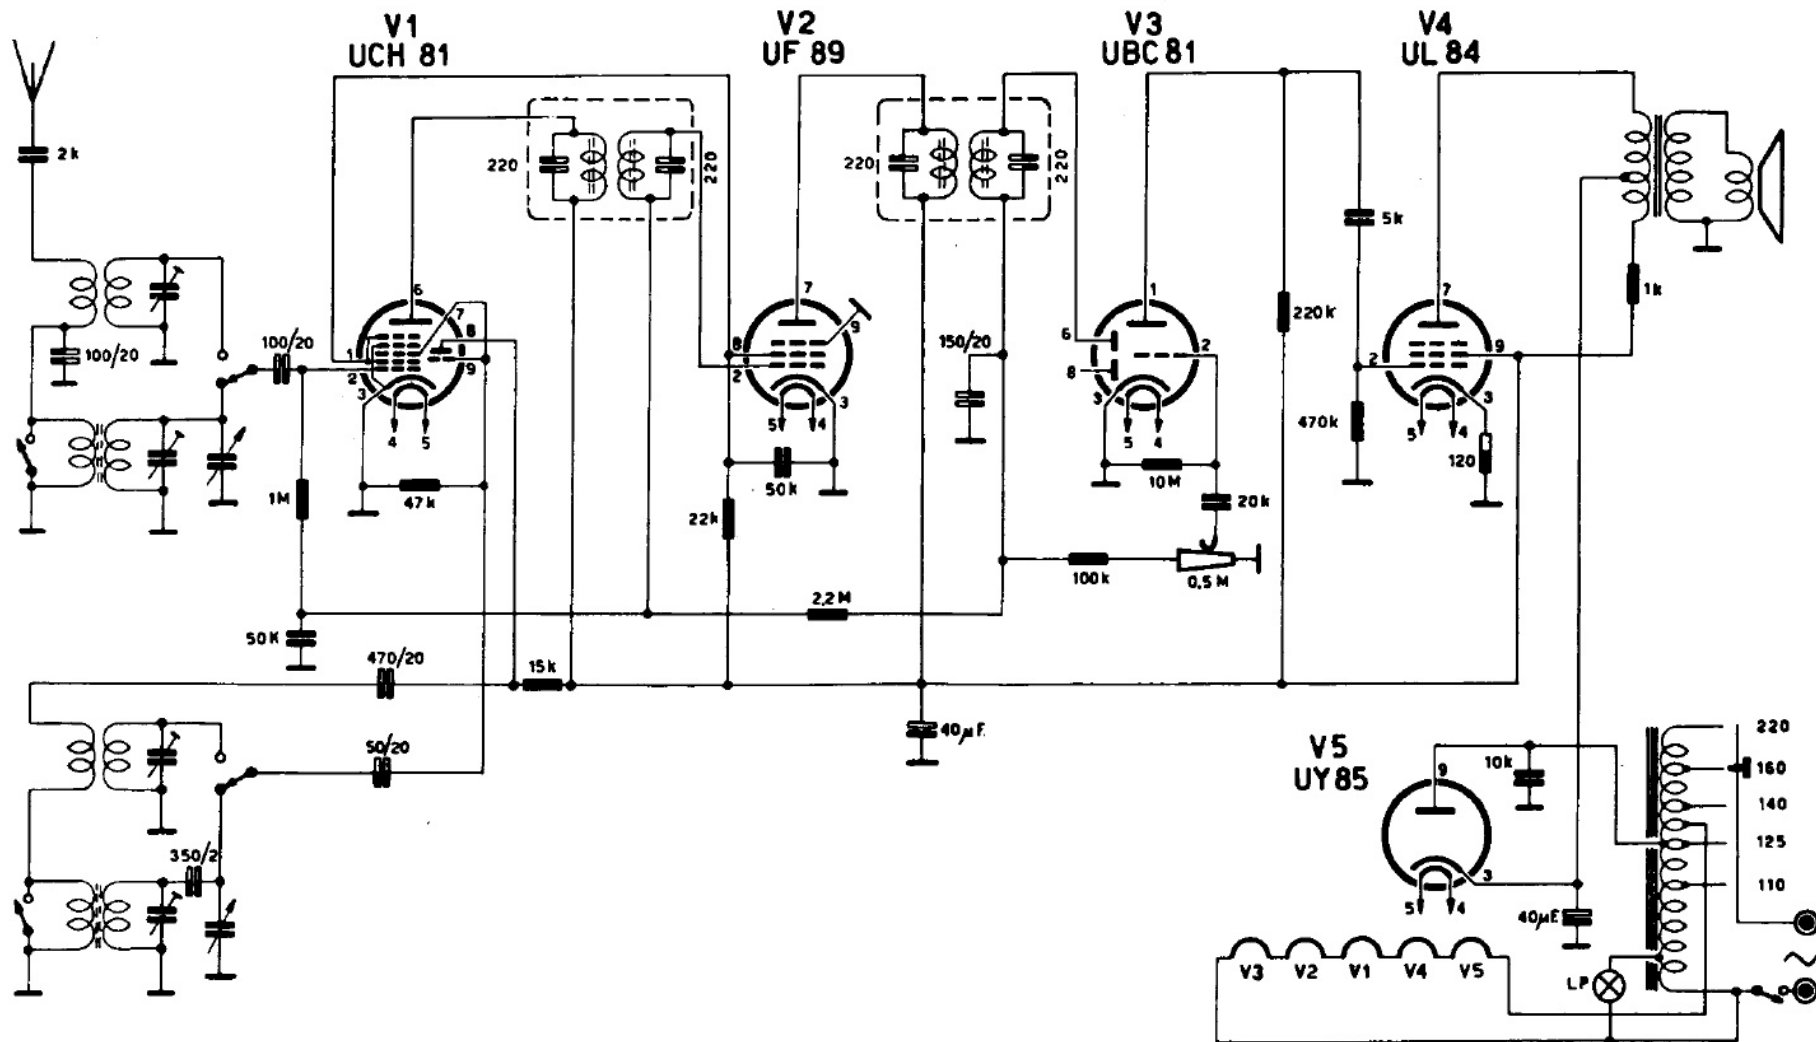 V1
UCH 81
V2
UF 89
V3
UBC 81
V4
UL 84
2k
220
220
220
220
5k
1k
6
7
8
1
2
9
3
4
5
100/20
100/20
7
9
8
2
5
4
3
150/20
1
6
2
8
3
5
4
220k
7
2
9
3
5
4
470k
120
1M
47k
50k
22k
10M
20k
100k
0,5M
2,2M
50K
470/20
15k
40µF.
50/20
350/2
V5
UY 85
9
10k
3
5
4
40µF
220
160
140
125
110
V3
V2
V1
V4
V5
LP
~